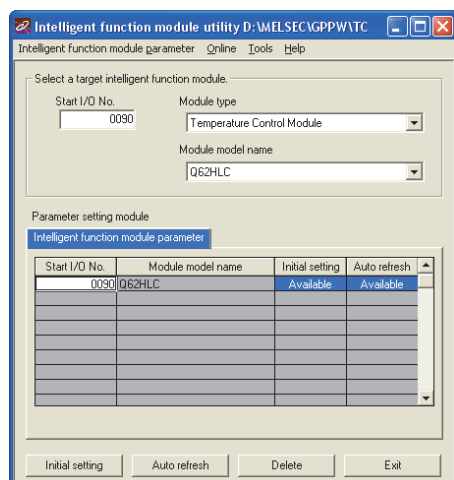 Intelligent function module utility D:\MELSEC\GPPW\TC
Intelligent function module parameter Online Tools Help
Select a target intelligent function module.
Start I/O No. Module type
0090 Temperature Control Module
Module model name
Q62HLC
Parameter setting module
Intelligent function module parameter
Start I/O No. Module model name Initial setting Auto refresh
0090 Q62HLC Available Available
Initial setting Auto refresh Delete Exit